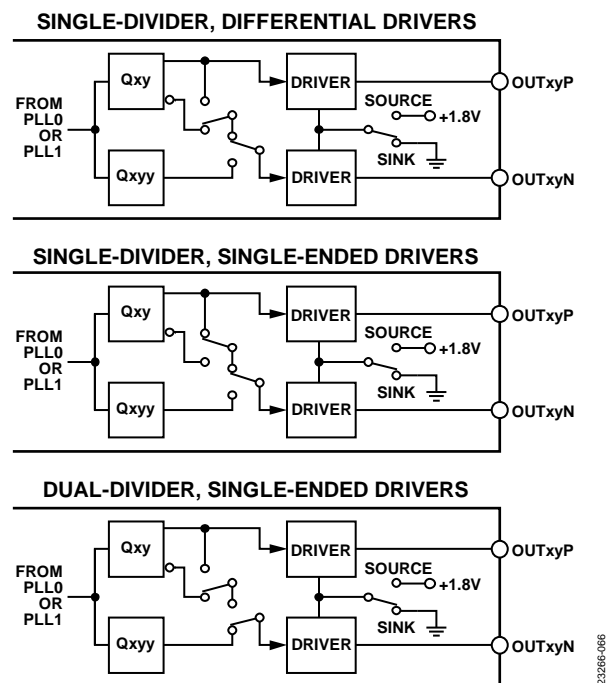 SINGLE-DIVIDER, DIFFERENTIAL DRIVERS
Qxy
DRIVER
OUTxyP
FROM
PLL0
OR
PLL1
SOURCE
+1.8V
SINK
Qxyy
DRIVER
OUTxyN
SINGLE-DIVIDER, SINGLE-ENDED DRIVERS
Qxy
DRIVER
OUTxyP
FROM
PLL0
OR
PLL1
SOURCE
+1.8V
SINK
Qxyy
DRIVER
OUTxyN
DUAL-DIVIDER, SINGLE-ENDED DRIVERS
Qxy
DRIVER
OUTxyP
FROM
PLL0
OR
PLL1
SOURCE
+1.8V
SINK
Qxyy
DRIVER
OUTxyN
23266-066